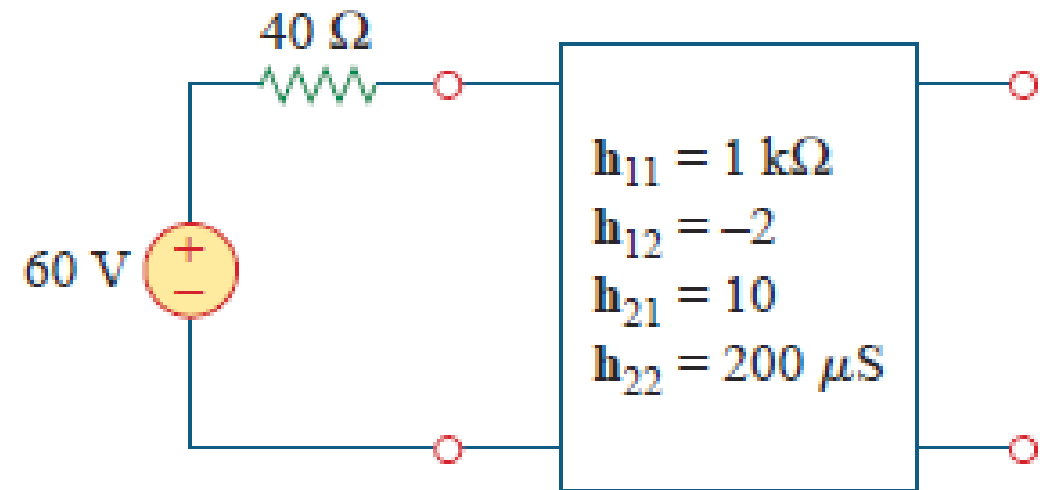 40 Ω
60 V
+
−
h11 = 1 kΩ
h12 = −2
h21 = 10
h22 = 200 μS